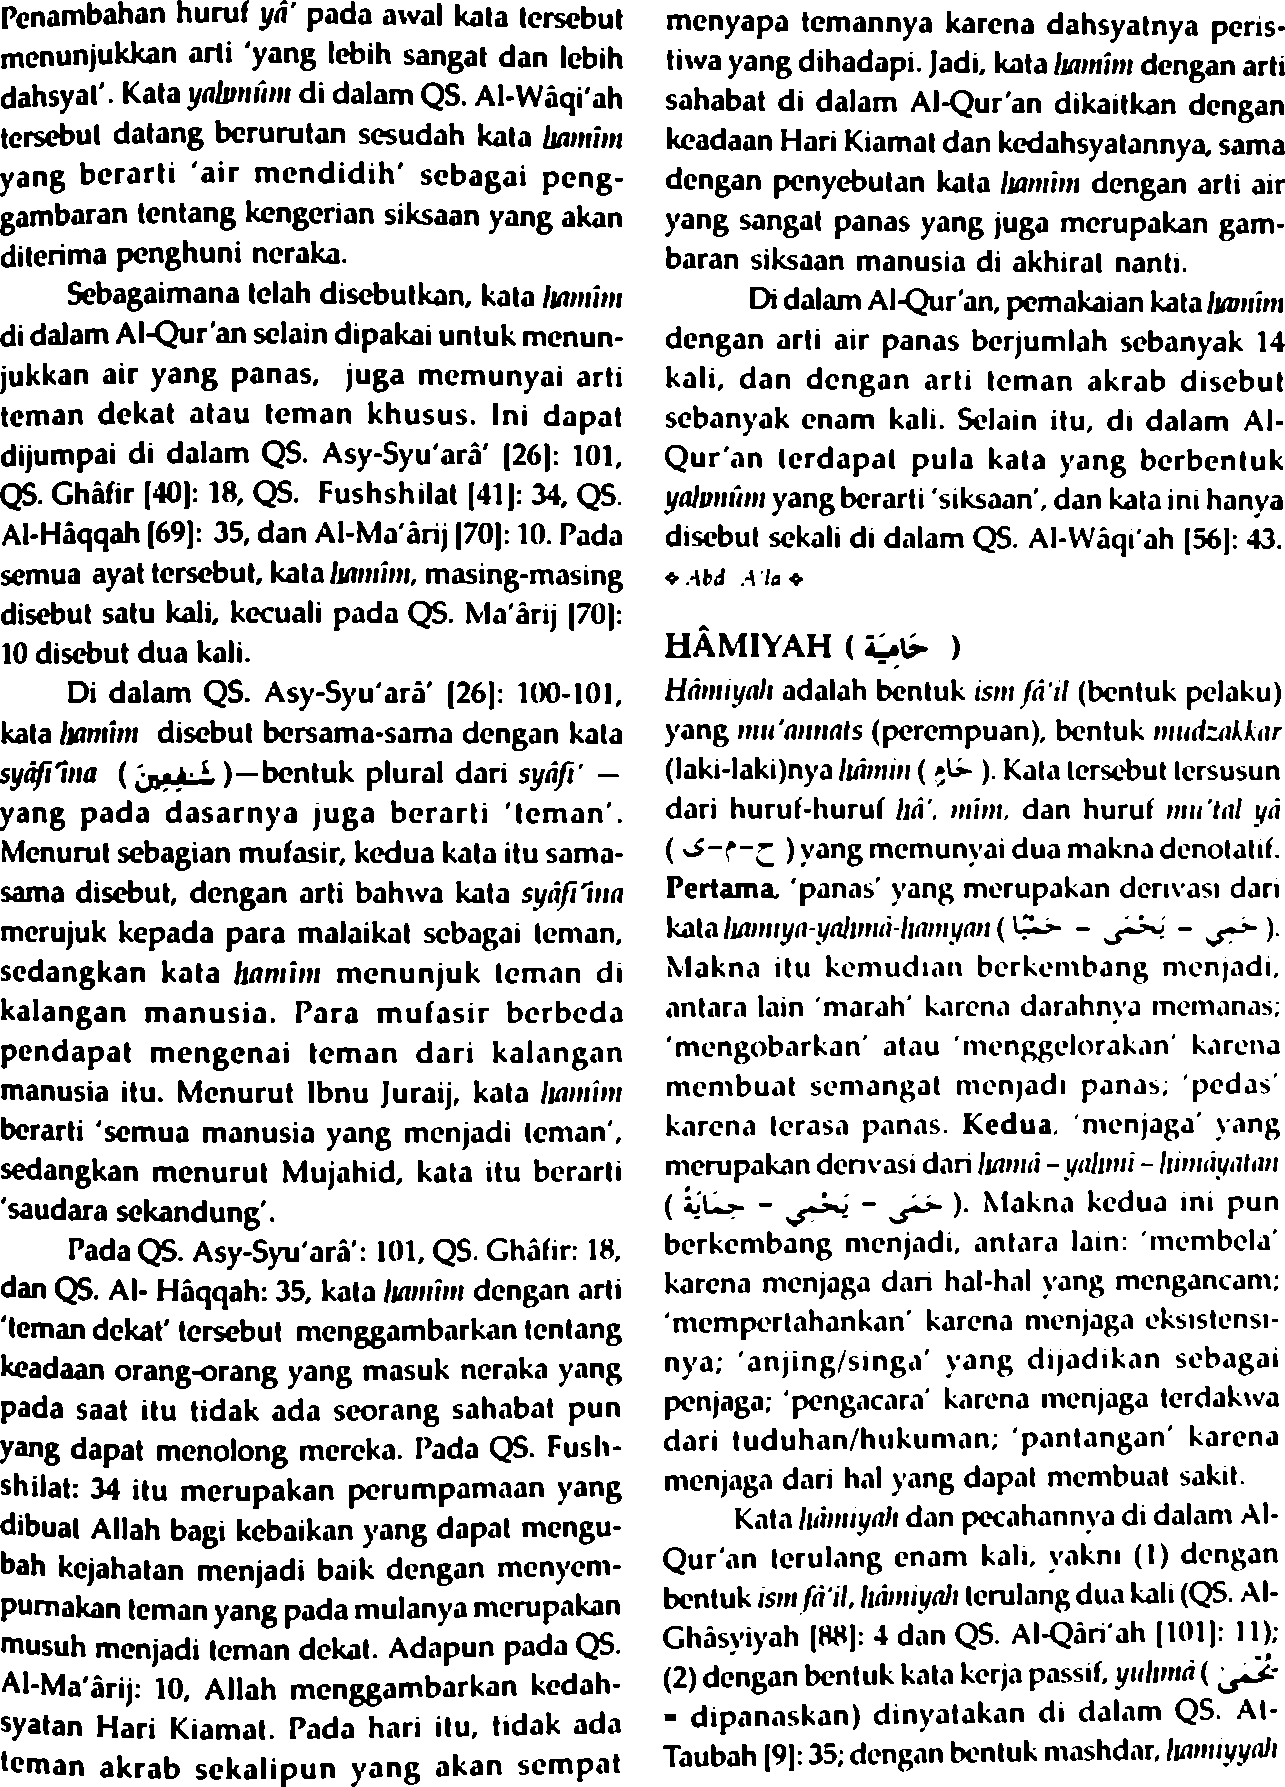 Penambahan huruf yâ' pada awal kata tersebut
menunjukkan arti 'yang lebih sangat dan lebih
dahsyat'. Kata yahmûm di dalam QS. Al-Wâqi'ah
tersebut datang berurutan sesudah kata hamîm
yang berarti 'air mendidih' sebagai peng-
gambaran tentang kengerian siksaan yang akan
diterima penghuni neraka.
Sebagaimana telah disebutkan, kata hamîm
di dalam Al-Qur'an selain dipakai untuk menun-
jukkan air yang panas, juga memunyai arti
teman dekat atau teman khusus. Ini dapat
dijumpai di dalam QS. Asy-Syu'arâ' [26]: 101,
QS. Ghâfir [40]: 18, QS. Fushshilat [41]: 34, QS.
Al-Hâqqah [69]: 35, dan Al-Ma'ârij [70]: 10. Pada
semua ayat tersebut, kata hamîm, masing-masing
disebut satu kali, kecuali pada QS. Ma'ârij [70]:
10 disebut dua kali.
Di dalam QS. Asy-Syu'arâ' [26]: 100-101,
kata hamîm disebut bersama-sama dengan kata
syâfi'îna (شَٰفِعِينَ)—bentuk plural dari syâfi' —
yang pada dasarnya juga berarti 'teman'.
Menurut sebagian mufasir, kedua kata itu sama-
sama disebut, dengan arti bahwa kata syâfi'îna
merujuk kepada para malaikat sebagai teman,
sedangkan kata hamîm menunjuk teman di
kalangan manusia. Para mufasir berbeda
pendapat mengenai teman dari kalangan
manusia itu. Menurut Ibnu Juraij, kata hamîm
berarti 'semua manusia yang menjadi teman',
sedangkan menurut Mujahid, kata itu berarti
'saudara sekandung'.
Pada QS. Asy-Syu'arâ': 101, QS. Ghâfir: 18,
dan QS. Al- Hâqqah: 35, kata hamîm dengan arti
'teman dekat' tersebut menggambarkan tentang
keadaan orang-orang yang masuk neraka yang
pada saat itu tidak ada seorang sahabat pun
yang dapat menolong mereka. Pada QS. Fush-
shilat: 34 itu merupakan perumpamaan yang
dibuat Allah bagi kebaikan yang dapat mengu-
bah kejahatan menjadi baik dengan menyem-
purnakan teman yang pada mulanya merupakan
musuh menjadi teman dekat. Adapun pada QS.
Al-Ma'ârij: 10, Allah menggambarkan kedah-
syatan Hari Kiamat. Pada hari itu, tidak ada
teman akrab sekalipun yang akan sempat
menyapa temannya karena dahsyatnya peris-
tiwa yang dihadapi. Jadi, kata hamîm dengan arti
sahabat di dalam Al-Qur'an dikaitkan dengan
keadaan Hari Kiamat dan kedahsyatannya, sama
dengan penyebutan kata hamîm dengan arti air
yang sangat panas yang juga merupakan gam-
baran siksaan manusia di akhirat nanti.
Di dalam Al-Qur'an, pemakaian kata hamîm
dengan arti air panas berjumlah sebanyak 14
kali, dan dengan arti teman akrab disebut
sebanyak enam kali. Selain itu, di dalam Al-
Qur'an terdapat pula kata yang berbentuk
yahmûm yang berarti 'siksaan', dan kata ini hanya
disebut sekali di dalam QS. Al-Wâqi'ah [56]: 43.
✦ Abd A'la ✦
HÂMIYAH ( حَامِيَة )
Hâmiyah adalah bentuk ism fâ'il (bentuk pelaku)
yang mu'annats (perempuan), bentuk mudzakkar
(laki-laki)nya hâmin ( حَامٍ ). Kata tersebut tersusun
dari huruf-huruf hâ', mîm, dan huruf mu'tal yâ
( ح-م-ى ) yang memunyai dua makna denotatif.
Pertama, 'panas' yang merupakan derivasi dari
kata hamiya-yahmâ-hamyan ( حَمِيَ - يَحْمَى - حَمْيًا ).
Makna itu kemudian berkembang menjadi,
antara lain 'marah' karena darahnya memanas;
'mengobarkan' atau 'menggelorakan' karena
membuat semangat menjadi panas; 'pedas'
karena terasa panas. Kedua, 'menjaga' yang
merupakan derivasi dari hamâ – yahmî – himâyatan
( حَمَى - يَحْمِي - حِمَايَةً ). Makna kedua ini pun
berkembang menjadi, antara lain: 'membela'
karena menjaga dari hal-hal yang mengancam;
'mempertahankan' karena menjaga eksistensi-
nya; 'anjing/singa' yang dijadikan sebagai
penjaga; 'pengacara' karena menjaga terdakwa
dari tuduhan/hukuman; 'pantangan' karena
menjaga dari hal yang dapat membuat sakit.
Kata hâmiyah dan pecahannya di dalam Al-
Qur'an terulang enam kali, yakni (1) dengan
bentuk ism fâ'il, hâmiyah terulang dua kali (QS. Al-
Ghâsyiyah [88]: 4 dan QS. Al-Qâri'ah [101]: 11);
(2) dengan bentuk kata kerja passif, yuhmâ ( يُحْمَى
= dipanaskan) dinyatakan di dalam QS. At-
Taubah [9]: 35; dengan bentuk mashdar, hamiyyah